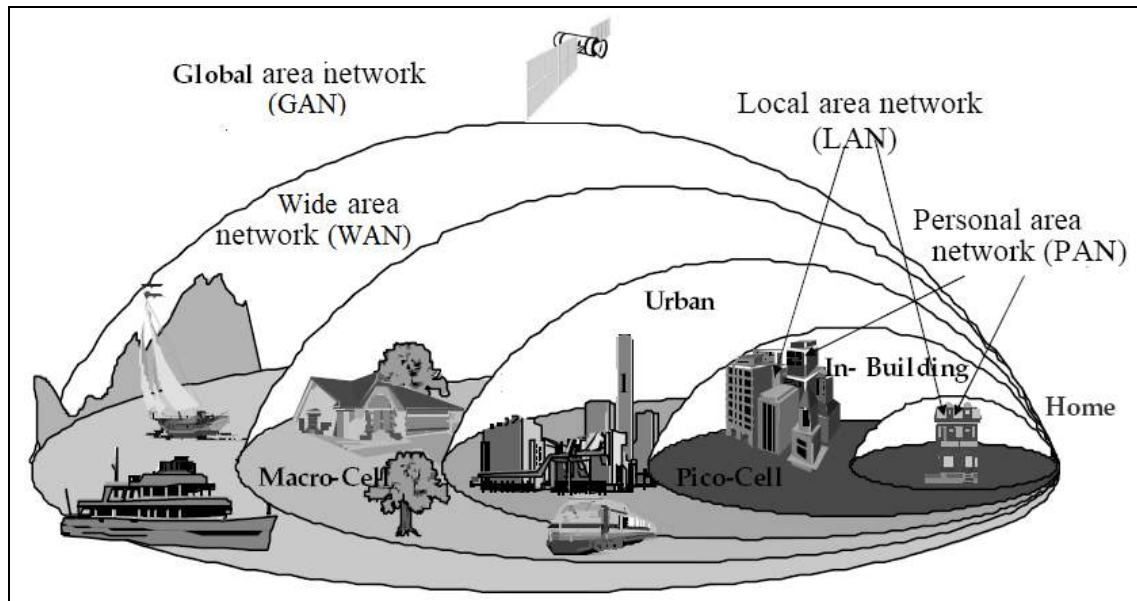 Global area network
(GAN)
Local area network
(LAN)
Wide area
network (WAN)
Personal area
network (PAN)
Urban
In- Building
Home
Macro-Cell
Pico-Cell